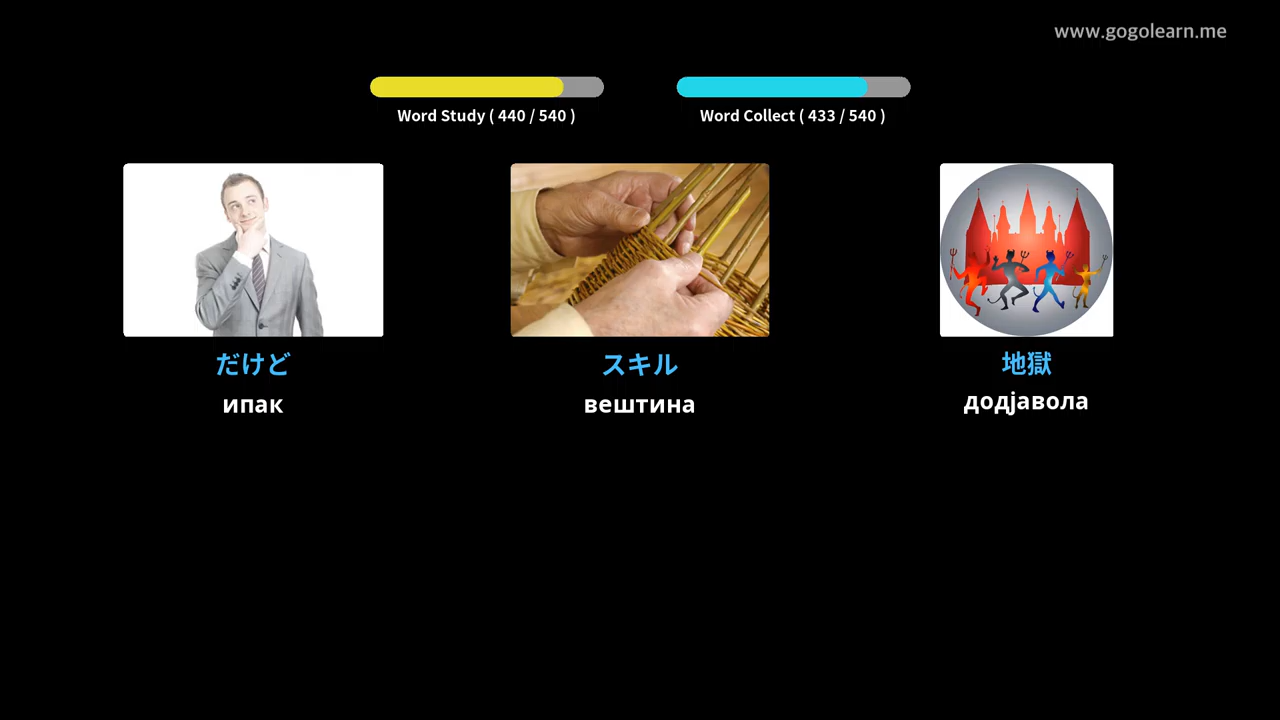 www.gogolearn.me
Word Study ( 440 / 540 )
Word Collect ( 433 / 540 )
だけど
スキル
地獄
ипак
вештина
додјавола